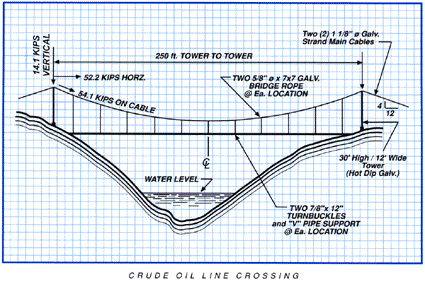 Two (2) 1 1/8" ø Galv.
Strand Main Cables
14.1 KIPS
VERTICAL
250 ft. TOWER TO TOWER
52.2 KIPS HORZ.
54.1 KIPS ON CABLE
TWO 5/8" ø x 7x7 GALV.
BRIDGE ROPE
@ Ea. LOCATION
4
12
℄
30' High / 12' Wide
Tower
(Hot Dip Galv.)
WATER LEVEL
TWO 7/8"x 12"
TURNBUCKLES
and "V" PIPE SUPPORT
@ Ea. LOCATION
CRUDE OIL LINE CROSSING